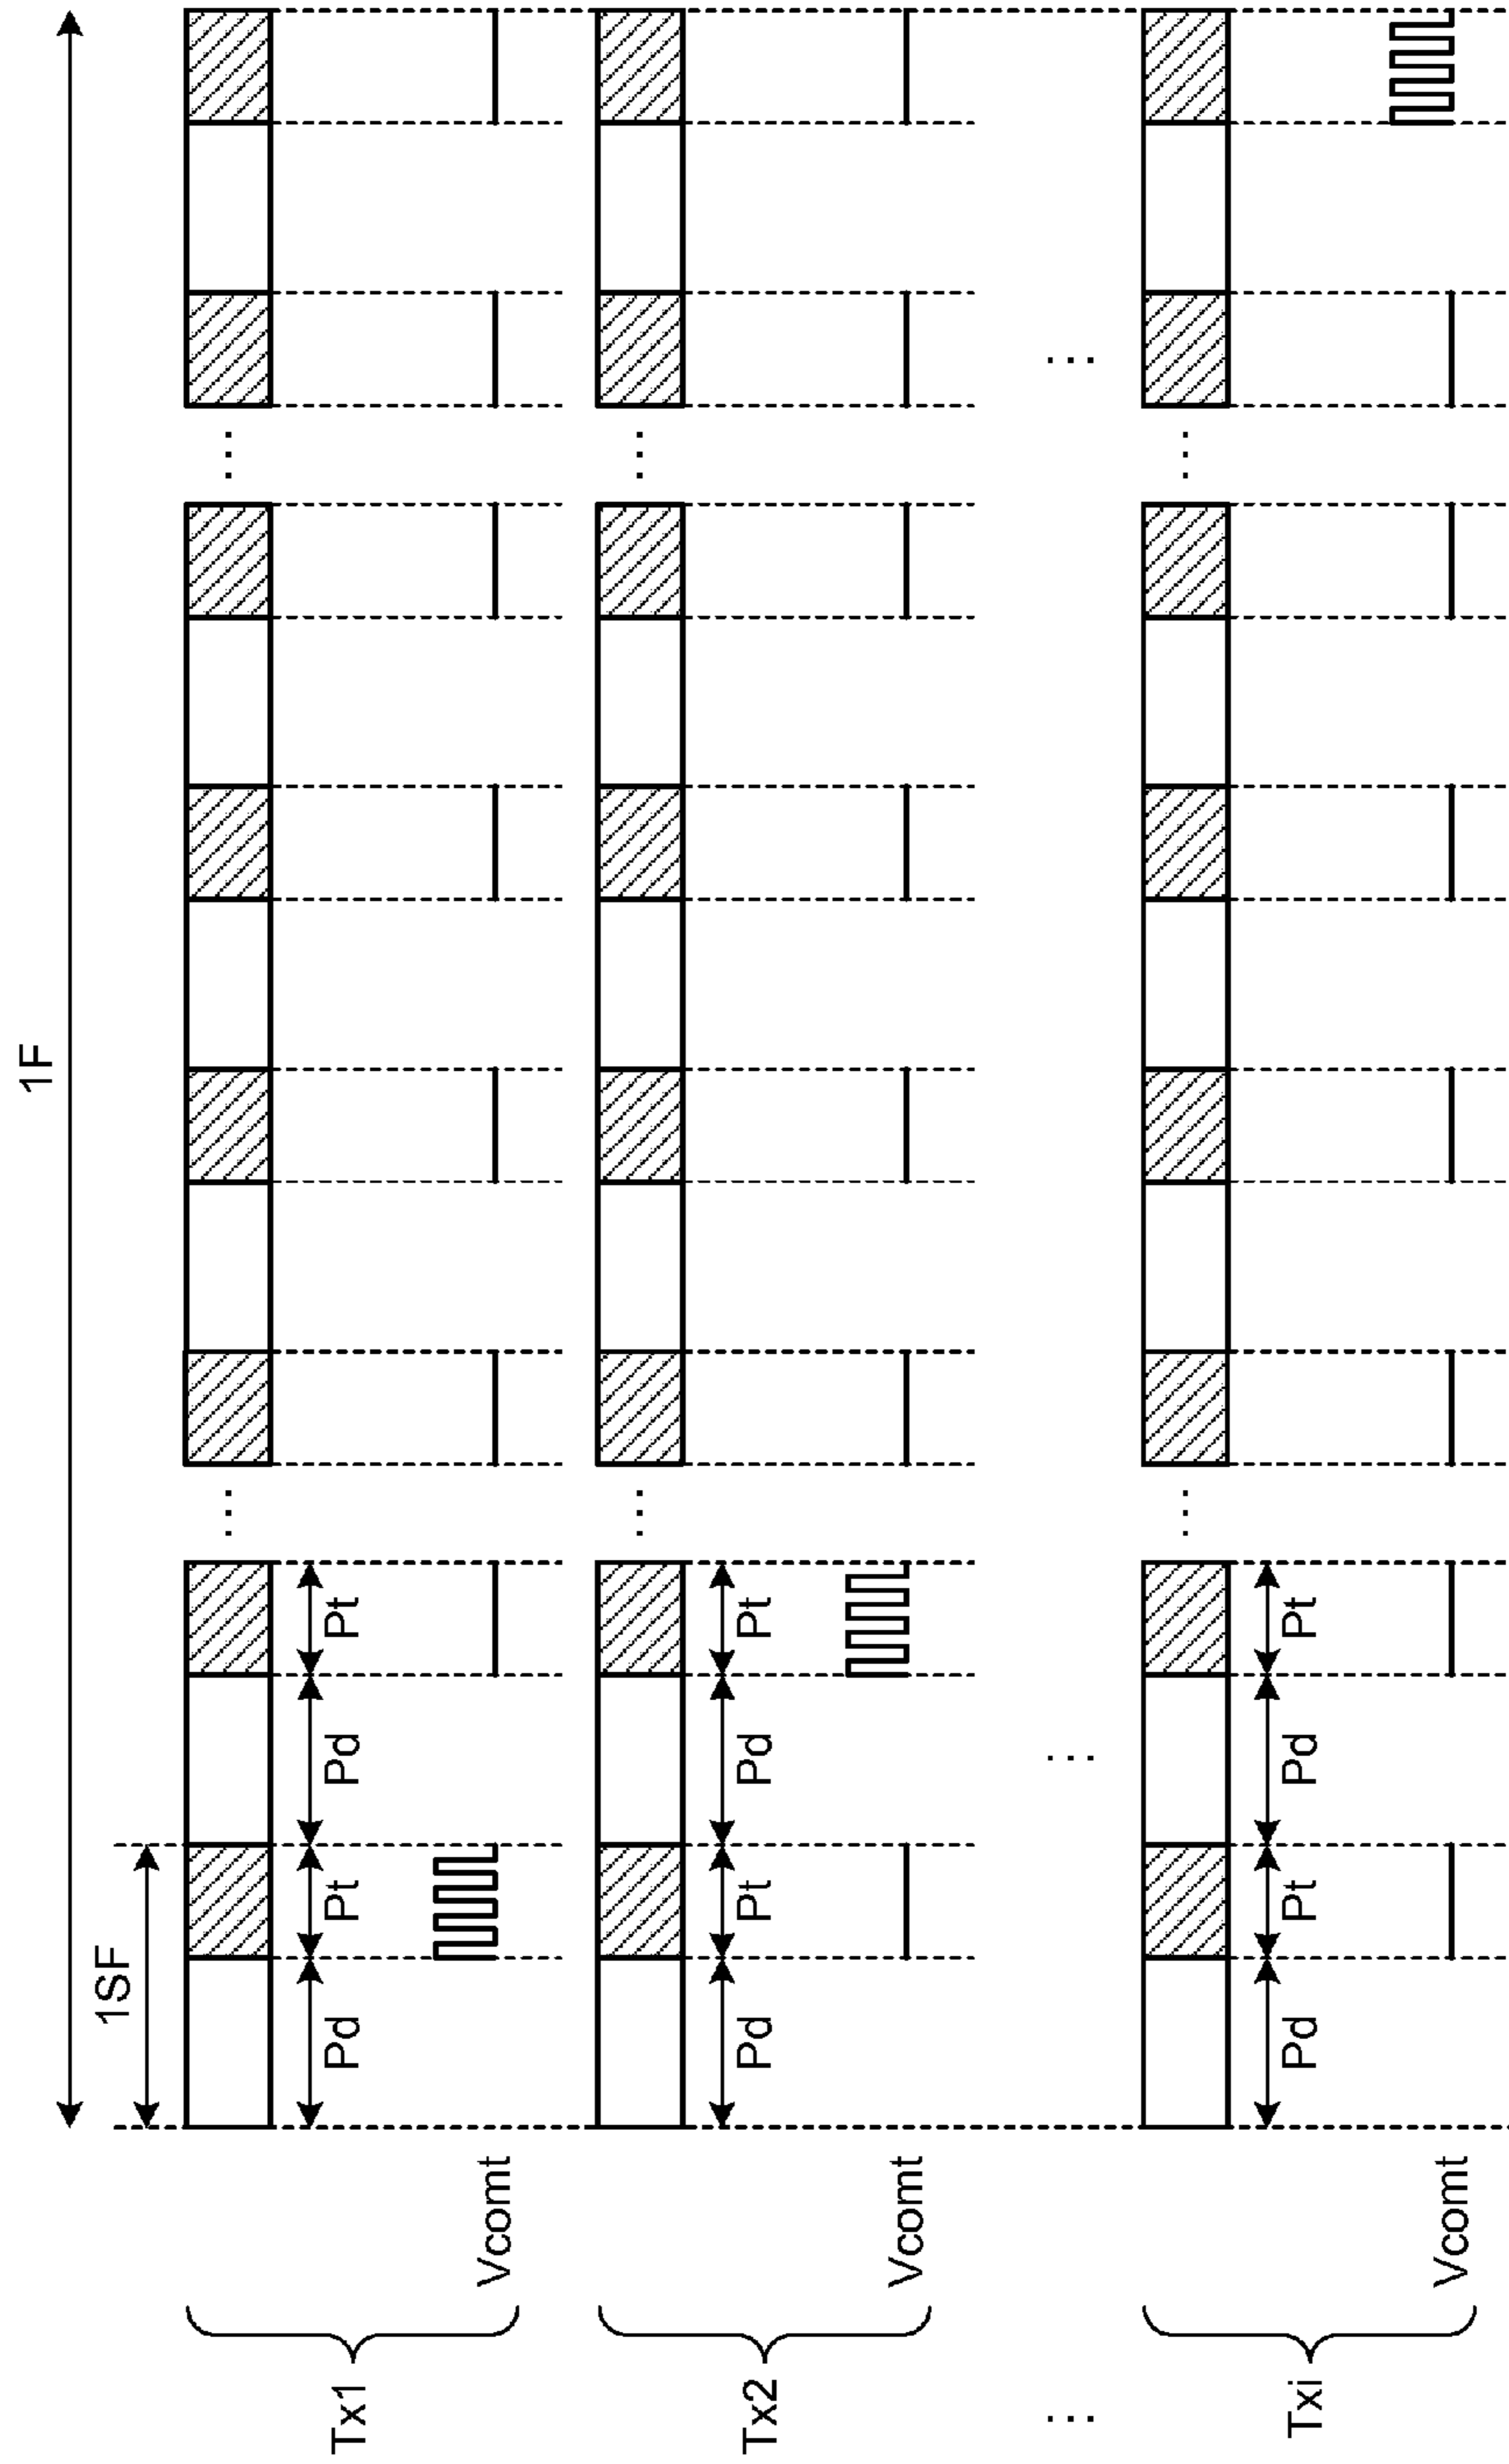 1F
1SF
Tx1
Pd Pt Pd Pt ... ...
Vcomt
Tx2
Pd Pt Pd Pt ... ...
Vcomt
... ... ...
Txi
Pd Pt Pd Pt ... ...
Vcomt